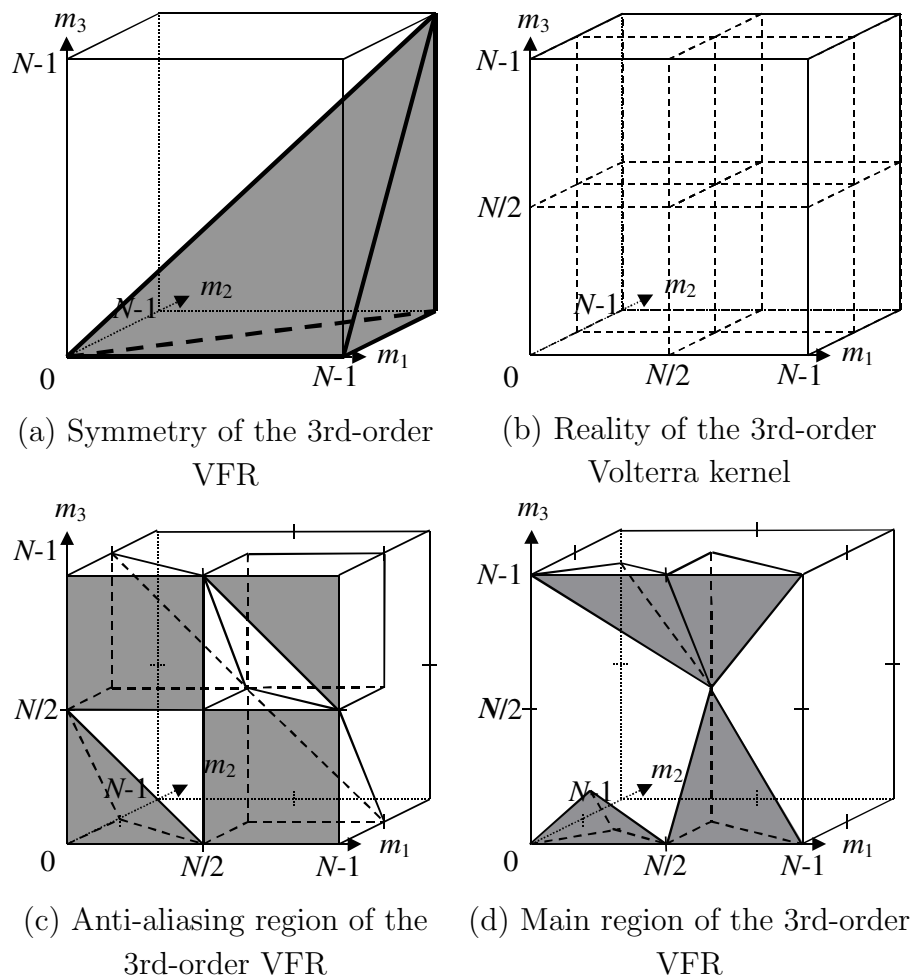 m3
N-1
N-1
m2
0
N-1
m1
(a) Symmetry of the 3rd-order
VFR
m3
N-1
N/2
N-1
m2
0
N/2
N-1
m1
(b) Reality of the 3rd-order
Volterra kernel
m3
N-1
N/2
N-1
m2
0
N/2
N-1
m1
(c) Anti-aliasing region of the
3rd-order VFR
m3
N-1
N/2
N-1
m2
0
N/2
N-1
m1
(d) Main region of the 3rd-order
VFR